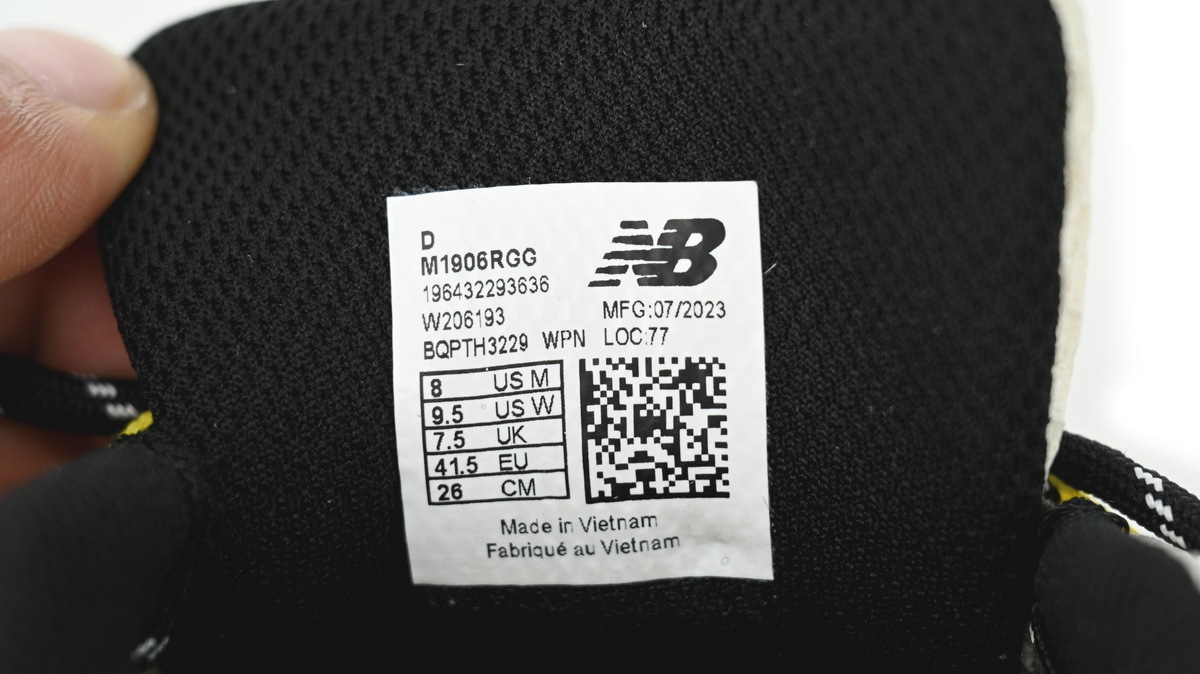 D
M1906RGG
196432293636
W206193
BQPTH3229 WPN
NB
MFG:07/2023
LOC:77
8 US M
9.5 US W
7.5 UK
41.5 EU
26 CM
Made in Vietnam
Fabriqué au Vietnam